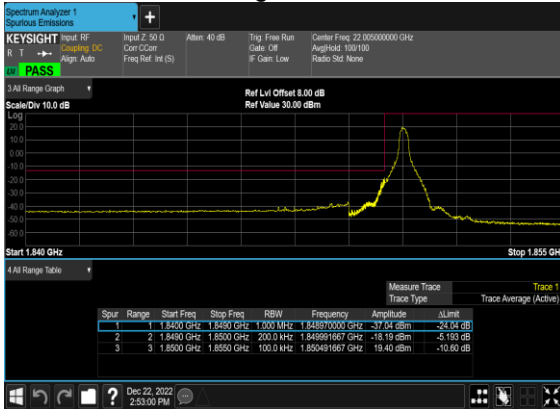 Spectrum Analyzer 1
Spurious Emissions
KEYSIGHT Input: RF Input Z: 50 Ω Atten: 40 dB Trig: Free Run Center Freq: 22.005000000 GHz
R T Coupling: DC Corr CCorr Gate: Off Avg|Hold: 100/100
Align: Auto Freq Ref: Int (S) IF Gain: Low Radio Std: None
PASS
3 All Range Graph
Ref Lvl Offset 8.00 dB
Scale/Div 10.0 dB Ref Value 30.00 dBm
Log
20.0
10.0
0.00
-10.0
-20.0
-30.0
-40.0
-50.0
-60.0
Start 1.840 GHz Stop 1.855 GH
4 All Range Table
Measure Trace Trace 1
Trace Type Trace Average (Active)
Spur Range Start Freq Stop Freq RBW Frequency Amplitude ΔLimit
1 1 1.8400 GHz 1.8490 GHz 1.000 MHz 1.848970000 GHz -37.04 dBm -24.04 dB
2 2 1.8490 GHz 1.8500 GHz 200.0 kHz 1.849991667 GHz -18.19 dBm -5.193 dB
3 3 1.8500 GHz 1.8550 GHz 100.0 kHz 1.850491667 GHz 19.40 dBm -10.60 dB
Dec 22, 2022
2:53:00 PM